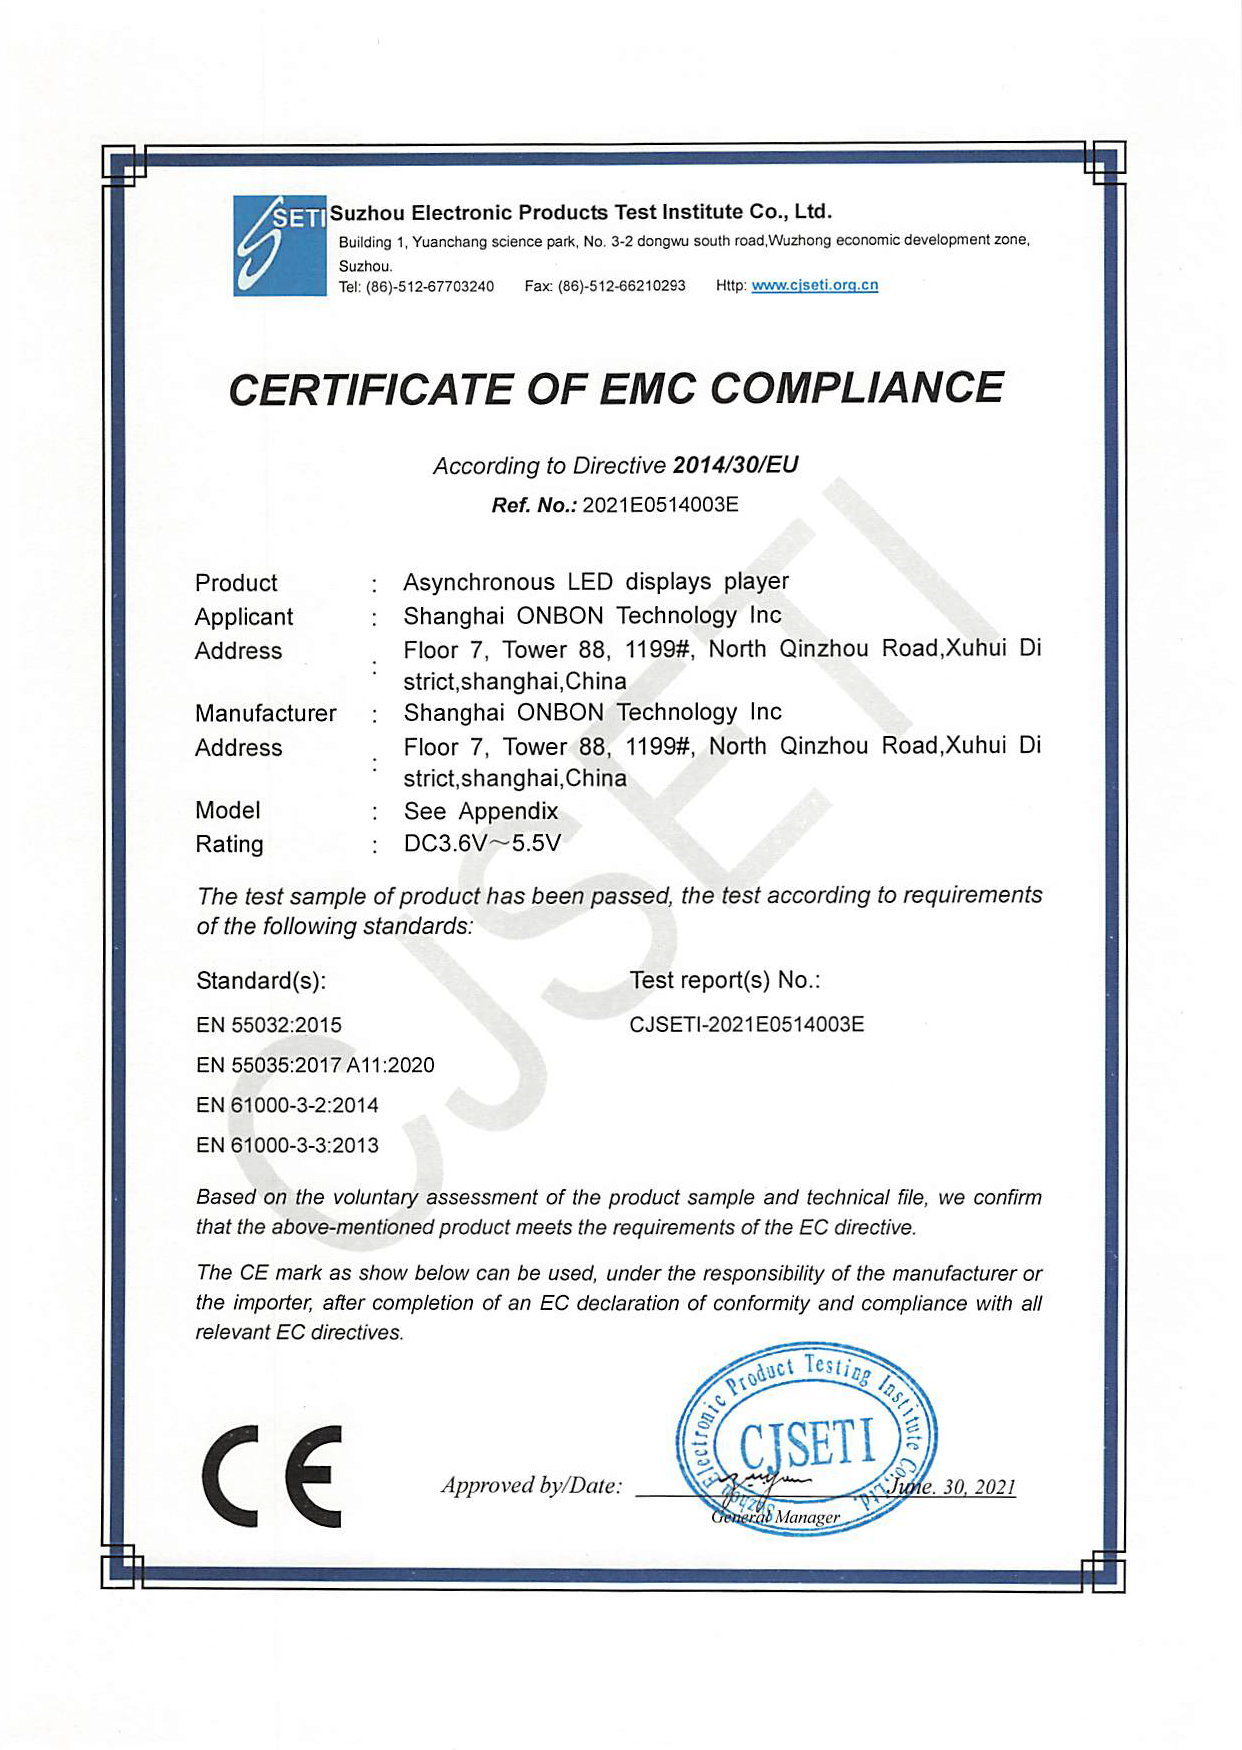 SETI
Suzhou Electronic Products Test Institute Co., Ltd.
Building 1, Yuanchang science park, No. 3-2 dongwu south road,Wuzhong economic development zone,
Suzhou.
Tel: (86)-512-67703240 Fax: (86)-512-66210293 Http: www.cjseti.org.cn
CERTIFICATE OF EMC COMPLIANCE
According to Directive 2014/30/EU
Ref. No.: 2021E0514003E
Product : Asynchronous LED displays player
Applicant : Shanghai ONBON Technology Inc
Address : Floor 7, Tower 88, 1199#, North Qinzhou Road,Xuhui Di
strict,shanghai,China
Manufacturer : Shanghai ONBON Technology Inc
Address : Floor 7, Tower 88, 1199#, North Qinzhou Road,Xuhui Di
strict,shanghai,China
Model : See Appendix
Rating : DC3.6V～5.5V
The test sample of product has been passed, the test according to requirements
of the following standards:
Standard(s): Test report(s) No.:
EN 55032:2015 CJSETI-2021E0514003E
EN 55035:2017 A11:2020
EN 61000-3-2:2014
EN 61000-3-3:2013
Based on the voluntary assessment of the product sample and technical file, we confirm
that the above-mentioned product meets the requirements of the EC directive.
The CE mark as show below can be used, under the responsibility of the manufacturer or
the importer, after completion of an EC declaration of conformity and compliance with all
relevant EC directives.
CE
Suzhou Electronic Product Testing Institute Co.,Ltd.
CJSETI
Approved by/Date: June. 30, 2021
General Manager
CJSETI